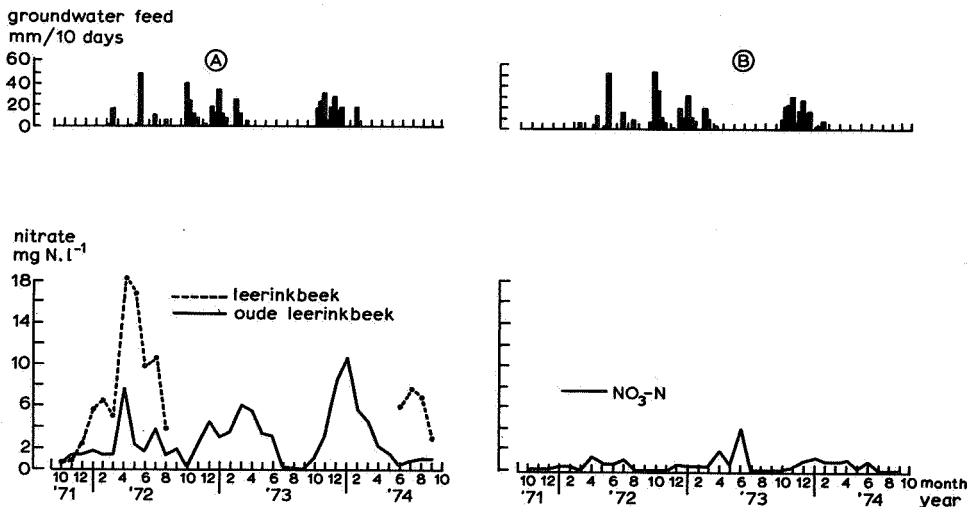 groundwater feed
mm/10 days
60
40
20
0
A
B
nitrate
mg N.l⁻¹
18
14
10
6
2
0
leerinkbeek
oude leerinkbeek
NO₃-N
10 12 2 4 6 8 10 12 2 4 6 8 10 12 2 4 6 8 10
'71 '72 '73 '74
10 12 2 4 6 8 10 12 2 4 6 8 10 12 2 4 6 8 10 month
'71 '72 '73 '74 year